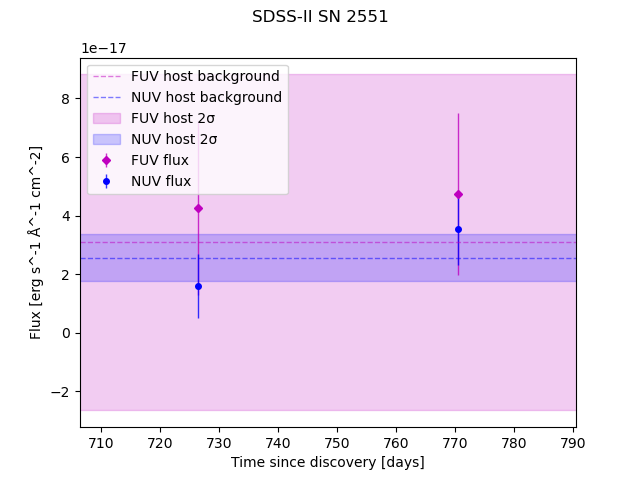 SDSS-II SN 2551
1e−17
FUV host background
NUV host background
FUV host 2σ
NUV host 2σ
FUV flux
NUV flux
8
6
4
2
0
−2
Flux [erg s^-1 Å^-1 cm^-2]
710 720 730 740 750 760 770 780 790
Time since discovery [days]